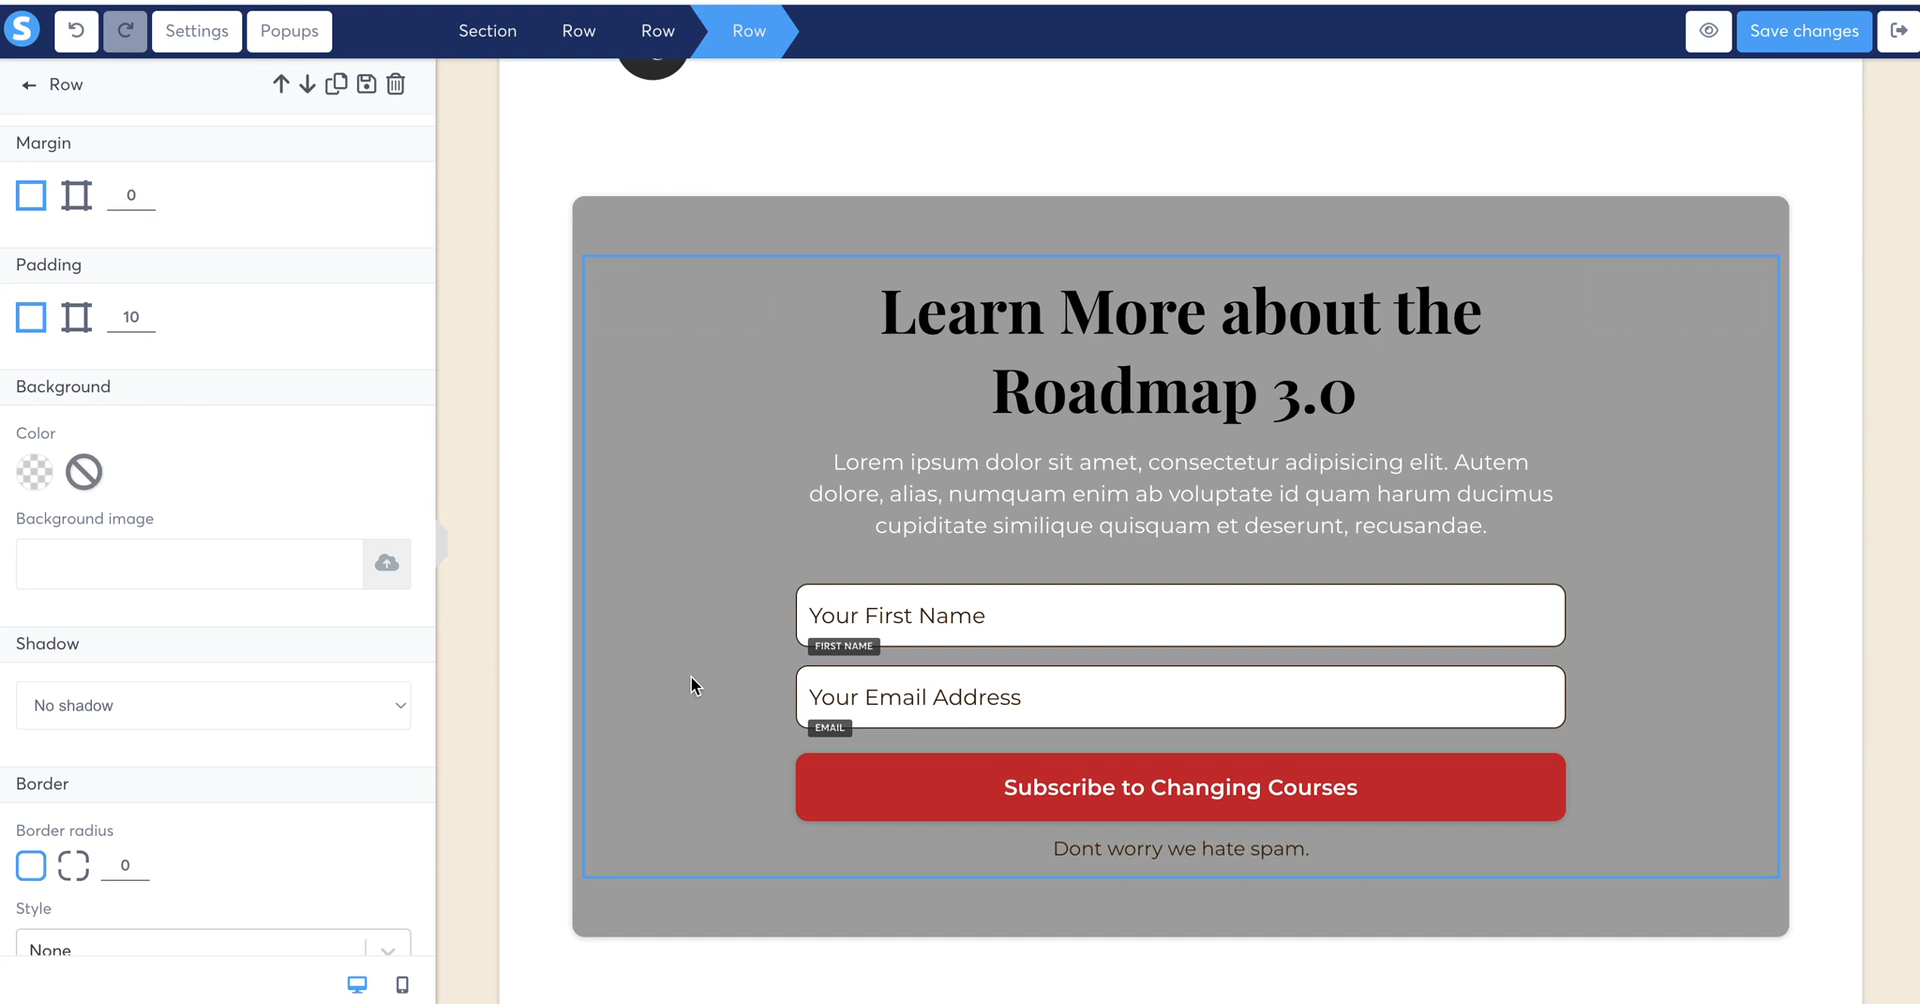 S
Settings
Popups
Section
Row
Row
Row
Save changes
Row
Margin
0
Padding
10
Background
Color
Background image
Shadow
No shadow
Border
Border radius
0
Style
None
Learn More about the
Roadmap 3.0
Lorem ipsum dolor sit amet, consectetur adipisicing elit. Autem
dolore, alias, numquam enim ab voluptate id quam harum ducimus
cupiditate similique quisquam et deserunt, recusandae.
Your First Name
FIRST NAME
Your Email Address
EMAIL
Subscribe to Changing Courses
Dont worry we hate spam.